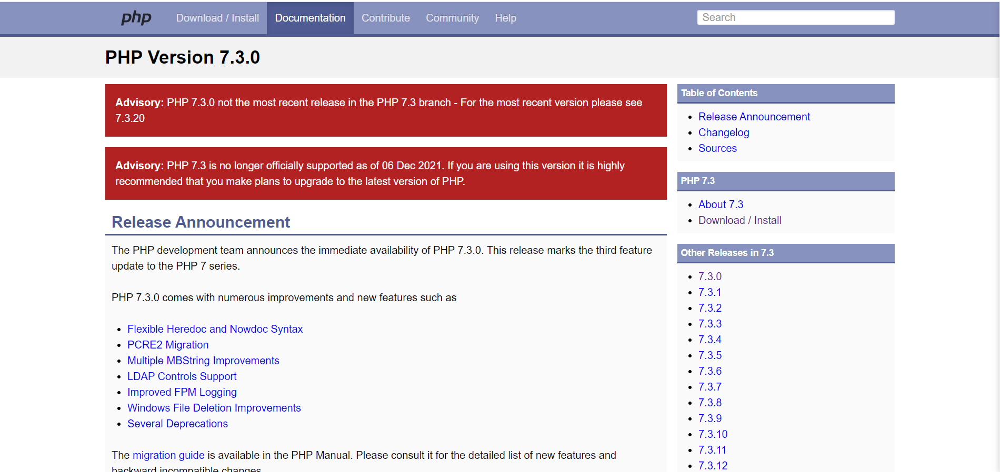 php
Download / Install
Documentation
Contribute
Community
Help
Search
PHP Version 7.3.0
Advisory: PHP 7.3.0 not the most recent release in the PHP 7.3 branch - For the most recent version please see
7.3.20
Advisory: PHP 7.3 is no longer officially supported as of 06 Dec 2021. If you are using this version it is highly
recommended that you make plans to upgrade to the latest version of PHP.
Release Announcement
The PHP development team announces the immediate availability of PHP 7.3.0. This release marks the third feature
update to the PHP 7 series.
PHP 7.3.0 comes with numerous improvements and new features such as
Flexible Heredoc and Nowdoc Syntax
PCRE2 Migration
Multiple MBString Improvements
LDAP Controls Support
Improved FPM Logging
Windows File Deletion Improvements
Several Deprecations
The migration guide is available in the PHP Manual. Please consult it for the detailed list of new features and
backward incompatible changes.
Table of Contents
Release Announcement
Changelog
Sources
PHP 7.3
About 7.3
Download / Install
Other Releases in 7.3
7.3.0
7.3.1
7.3.2
7.3.3
7.3.4
7.3.5
7.3.6
7.3.7
7.3.8
7.3.9
7.3.10
7.3.11
7.3.12